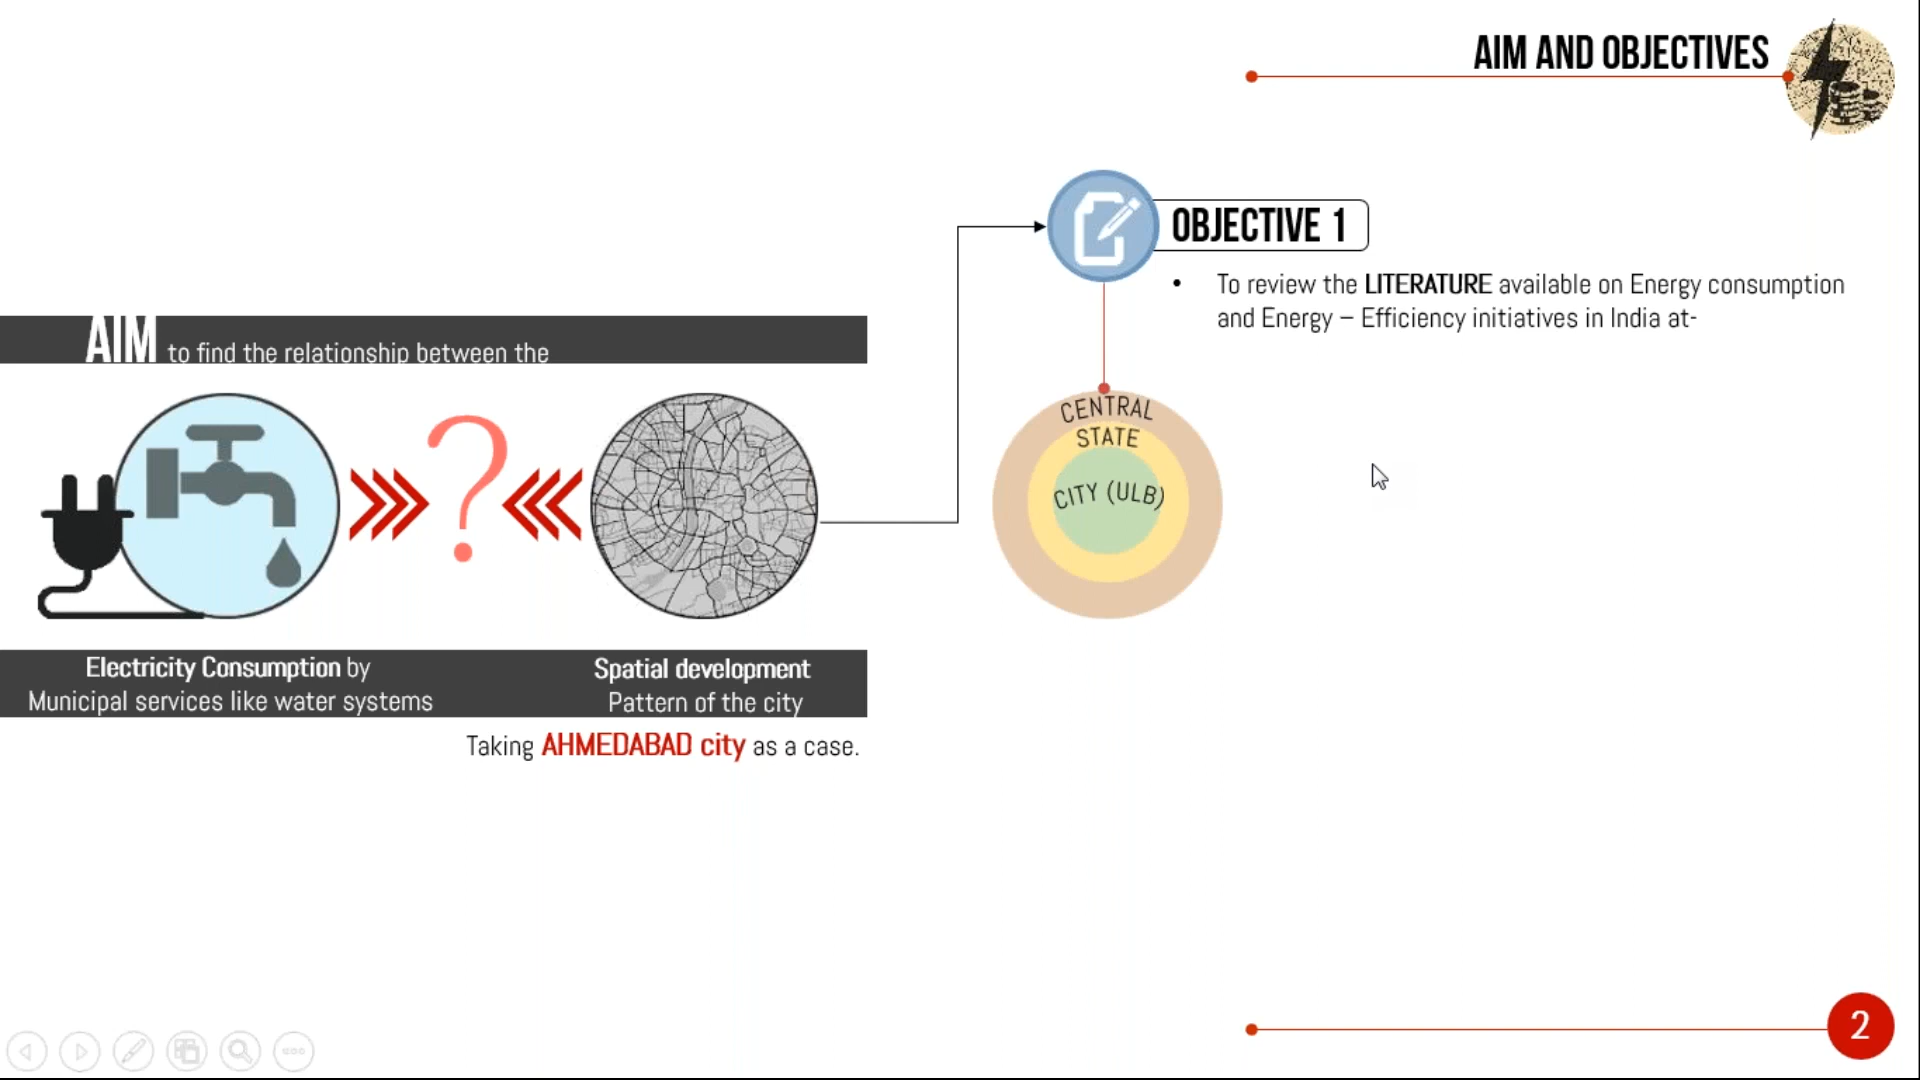 AIM AND OBJECTIVES
AIM to find the relationship between the
Electricity Consumption by
Municipal services like water systems
Spatial development
Pattern of the city
Taking AHMEDABAD city as a case.
OBJECTIVE 1
• To review the LITERATURE available on Energy consumption
and Energy – Efficiency initiatives in India at-
CENTRAL
STATE
CITY (ULB)
2